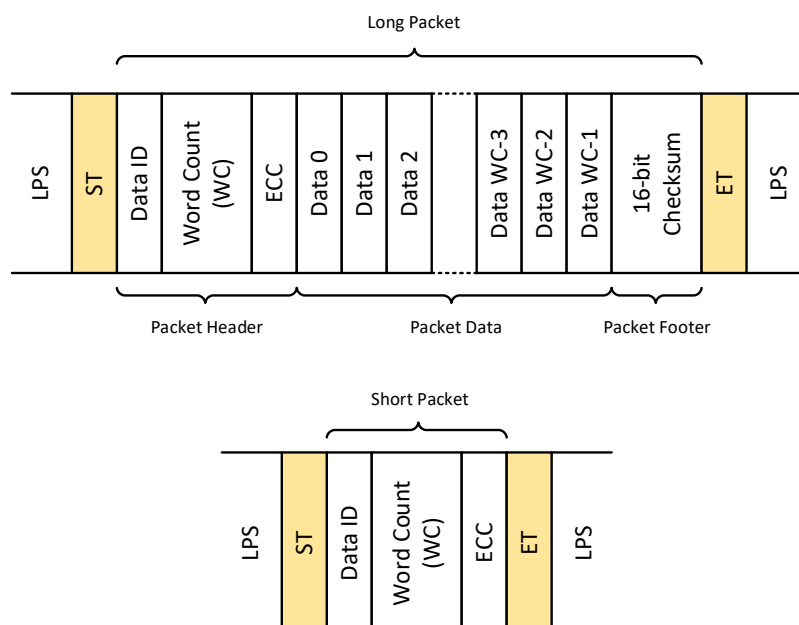 Long Packet
LPS
ST
Data ID
Word Count
(WC)
ECC
Data 0
Data 1
Data 2
Data WC-3
Data WC-2
Data WC-1
16-bit
Checksum
ET
LPS
Packet Header
Packet Data
Packet Footer
Short Packet
LPS
ST
Data ID
Word Count
(WC)
ECC
ET
LPS